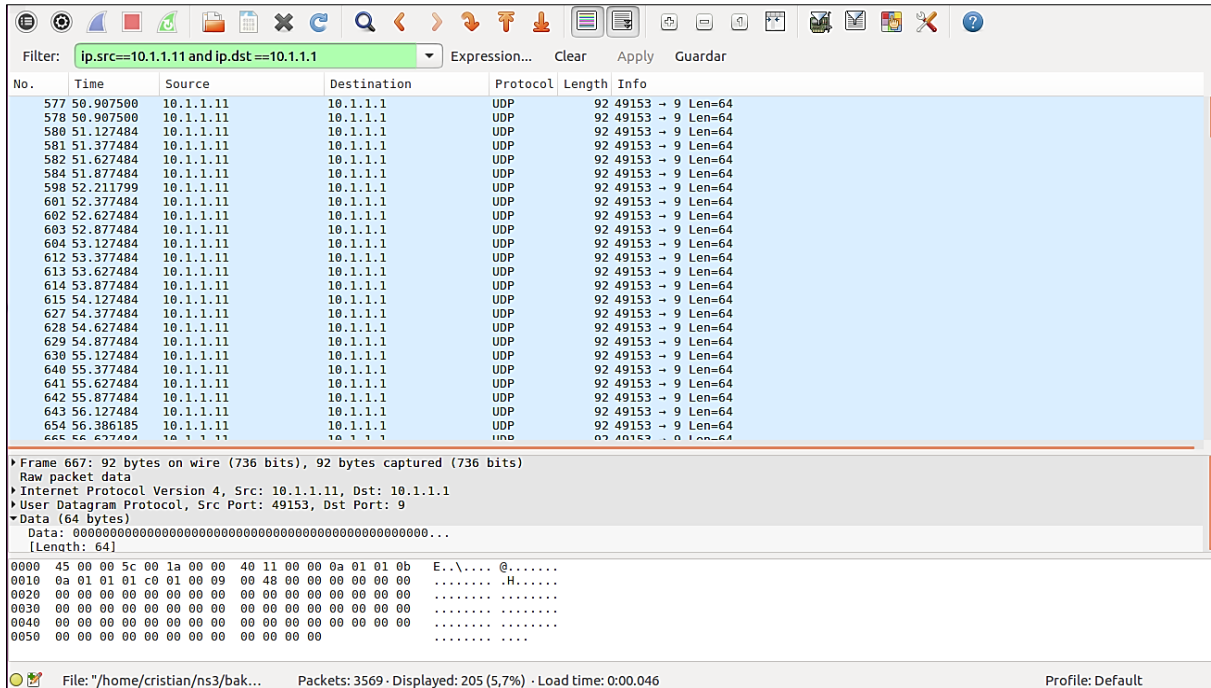 Filter: ip.src==10.1.1.11 and ip.dst ==10.1.1.1 Expression... Clear Apply Guardar
No. Time Source Destination Protocol Length Info
577 50.907500 10.1.1.11 10.1.1.1 UDP 92 49153 → 9 Len=64
578 50.907500 10.1.1.11 10.1.1.1 UDP 92 49153 → 9 Len=64
580 51.127484 10.1.1.11 10.1.1.1 UDP 92 49153 → 9 Len=64
581 51.377484 10.1.1.11 10.1.1.1 UDP 92 49153 → 9 Len=64
582 51.627484 10.1.1.11 10.1.1.1 UDP 92 49153 → 9 Len=64
584 51.877484 10.1.1.11 10.1.1.1 UDP 92 49153 → 9 Len=64
598 52.211799 10.1.1.11 10.1.1.1 UDP 92 49153 → 9 Len=64
601 52.377484 10.1.1.11 10.1.1.1 UDP 92 49153 → 9 Len=64
602 52.627484 10.1.1.11 10.1.1.1 UDP 92 49153 → 9 Len=64
603 52.877484 10.1.1.11 10.1.1.1 UDP 92 49153 → 9 Len=64
604 53.127484 10.1.1.11 10.1.1.1 UDP 92 49153 → 9 Len=64
612 53.377484 10.1.1.11 10.1.1.1 UDP 92 49153 → 9 Len=64
613 53.627484 10.1.1.11 10.1.1.1 UDP 92 49153 → 9 Len=64
614 53.877484 10.1.1.11 10.1.1.1 UDP 92 49153 → 9 Len=64
615 54.127484 10.1.1.11 10.1.1.1 UDP 92 49153 → 9 Len=64
627 54.377484 10.1.1.11 10.1.1.1 UDP 92 49153 → 9 Len=64
628 54.627484 10.1.1.11 10.1.1.1 UDP 92 49153 → 9 Len=64
629 54.877484 10.1.1.11 10.1.1.1 UDP 92 49153 → 9 Len=64
630 55.127484 10.1.1.11 10.1.1.1 UDP 92 49153 → 9 Len=64
640 55.377484 10.1.1.11 10.1.1.1 UDP 92 49153 → 9 Len=64
641 55.627484 10.1.1.11 10.1.1.1 UDP 92 49153 → 9 Len=64
642 55.877484 10.1.1.11 10.1.1.1 UDP 92 49153 → 9 Len=64
643 56.127484 10.1.1.11 10.1.1.1 UDP 92 49153 → 9 Len=64
654 56.386185 10.1.1.11 10.1.1.1 UDP 92 49153 → 9 Len=64
665 56.627484 10.1.1.11 10.1.1.1 UDP 92 49153 → 9 Len=64
Frame 667: 92 bytes on wire (736 bits), 92 bytes captured (736 bits)
Raw packet data
Internet Protocol Version 4, Src: 10.1.1.11, Dst: 10.1.1.1
User Datagram Protocol, Src Port: 49153, Dst Port: 9
Data (64 bytes)
Data: 000000000000000000000000000000000000000000000000...
[Length: 64]
0000 45 00 00 5c 00 1a 00 00 40 11 00 00 0a 01 01 0b E..\.... @.......
0010 0a 01 01 01 c0 01 00 09 00 48 00 00 00 00 00 00 ........ .H......
0020 00 00 00 00 00 00 00 00 00 00 00 00 00 00 00 00 ........ ........
0030 00 00 00 00 00 00 00 00 00 00 00 00 00 00 00 00 ........ ........
0040 00 00 00 00 00 00 00 00 00 00 00 00 00 00 00 00 ........ ........
0050 00 00 00 00 00 00 00 00 00 00 00 00 ........ ....
File: "/home/cristian/ns3/bak... Packets: 3569 · Displayed: 205 (5,7%) · Load time: 0:00.046 Profile: Default